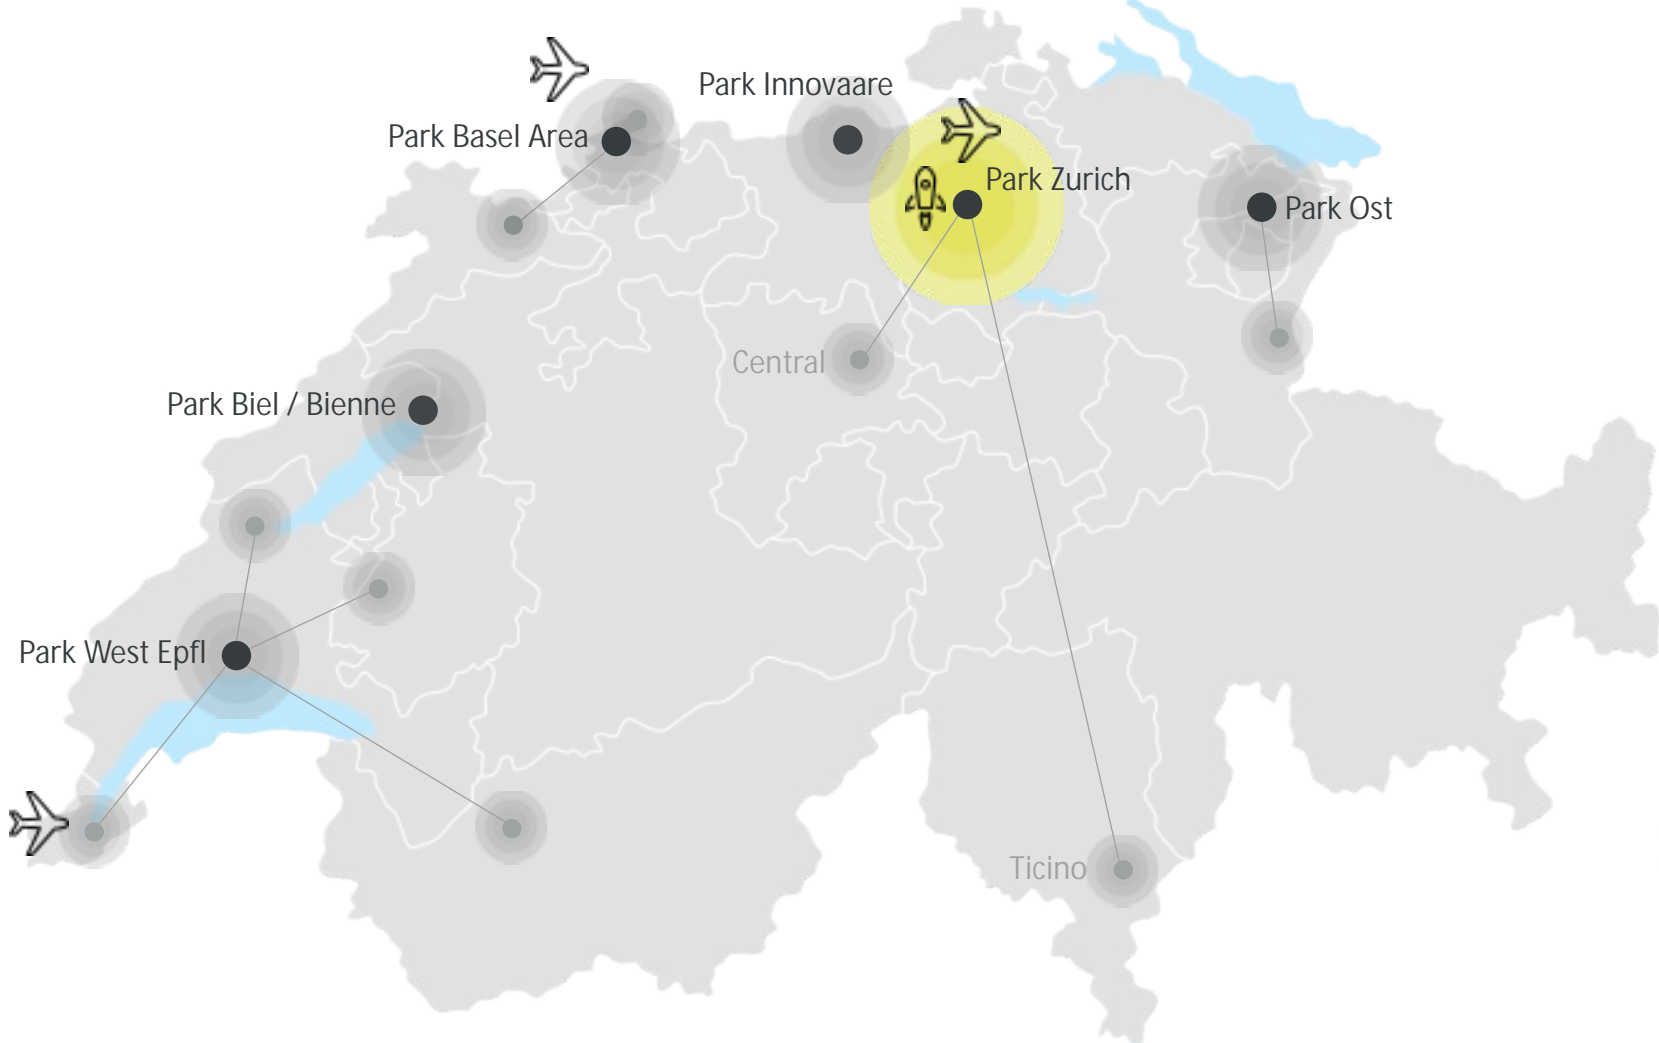 Park Innovaare
Park Basel Area
Park Zurich
Park Ost
Central
Park Biel / Bienne
Park West Epfl
Ticino